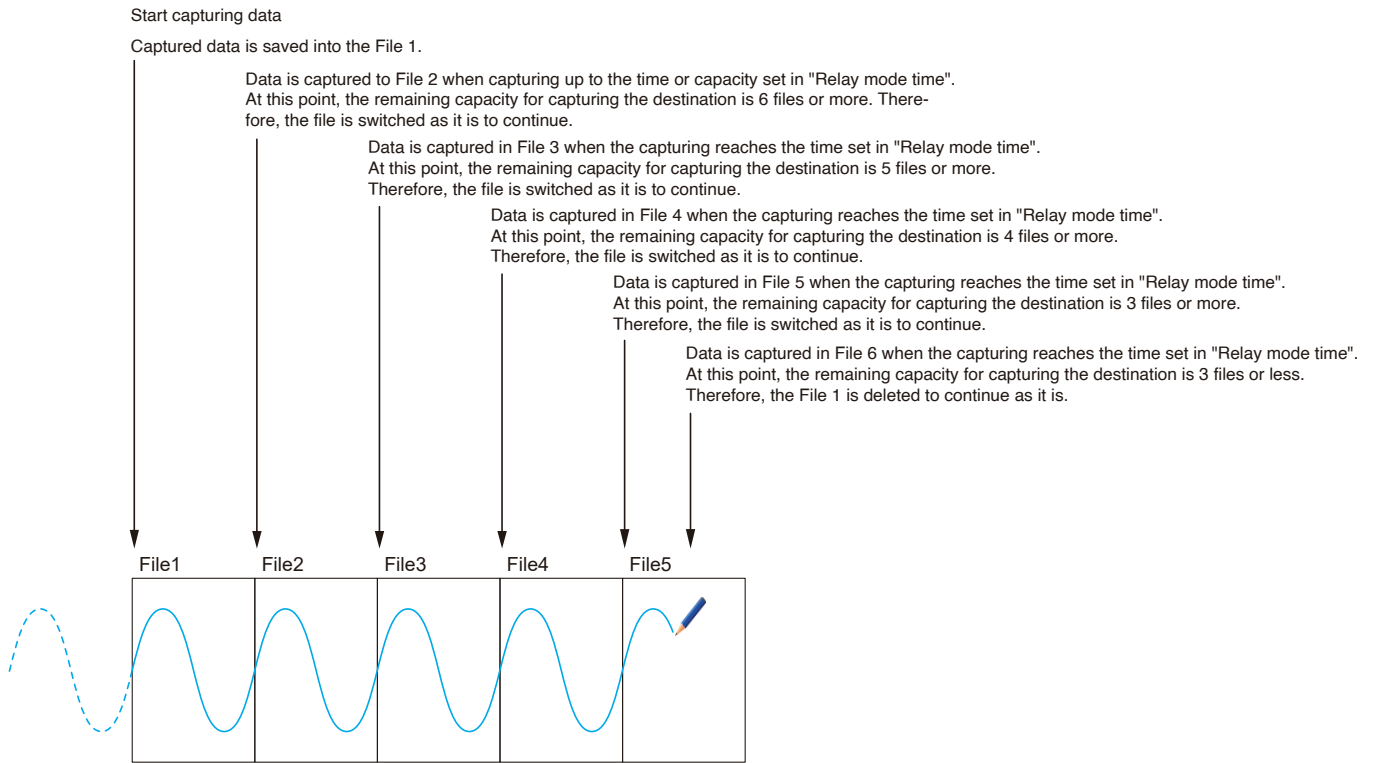 Start capturing data
Captured data is saved into the File 1.
Data is captured to File 2 when capturing up to the time or capacity set in "Relay mode time".
At this point, the remaining capacity for capturing the destination is 6 files or more. There-
fore, the file is switched as it is to continue.
Data is captured in File 3 when the capturing reaches the time set in "Relay mode time".
At this point, the remaining capacity for capturing the destination is 5 files or more.
Therefore, the file is switched as it is to continue.
Data is captured in File 4 when the capturing reaches the time set in "Relay mode time".
At this point, the remaining capacity for capturing the destination is 4 files or more.
Therefore, the file is switched as it is to continue.
Data is captured in File 5 when the capturing reaches the time set in "Relay mode time".
At this point, the remaining capacity for capturing the destination is 3 files or more.
Therefore, the file is switched as it is to continue.
Data is captured in File 6 when the capturing reaches the time set in "Relay mode time".
At this point, the remaining capacity for capturing the destination is 3 files or less.
Therefore, the File 1 is deleted to continue as it is.
File1 File2 File3 File4 File5